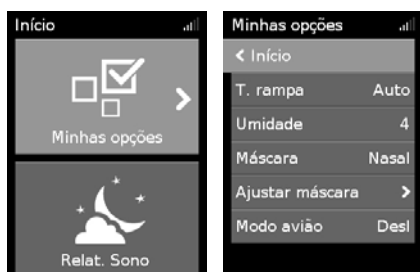 Início
Minhas opções
Relat. Sono
Minhas opções
< Início
T. rampa Auto
Umidade 4
Máscara Nasal
Ajustar máscara >
Modo avião Desl